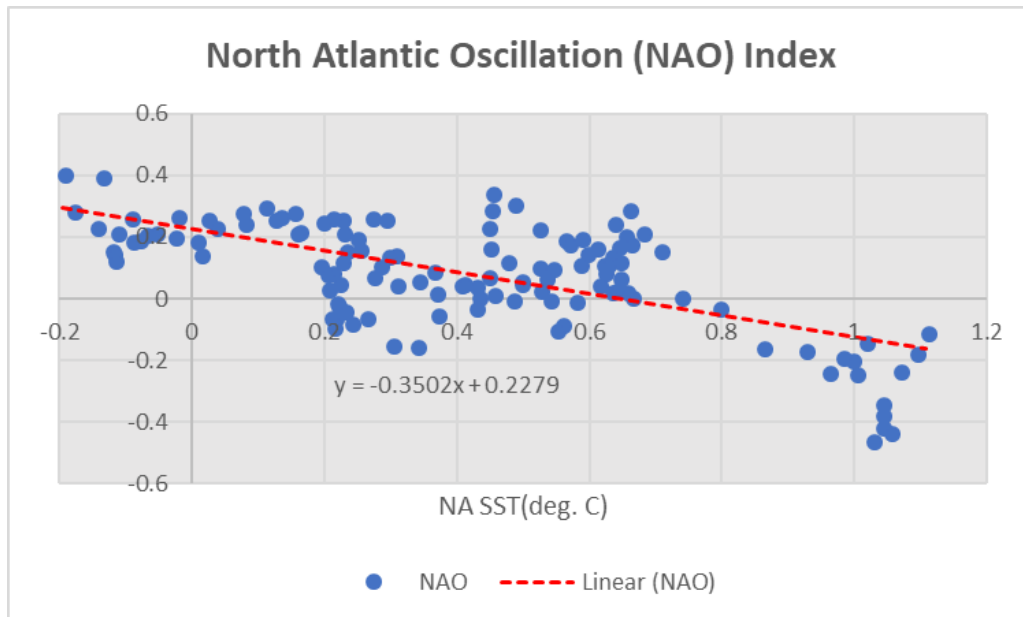 North Atlantic Oscillation (NAO) Index
0.6
0.4
0.2
0
-0.2 0 0.2 0.4 0.6 0.8 1 1.2
-0.2
y = -0.3502x + 0.2279
-0.4
-0.6
NA SST(deg. C)
NAO Linear (NAO)